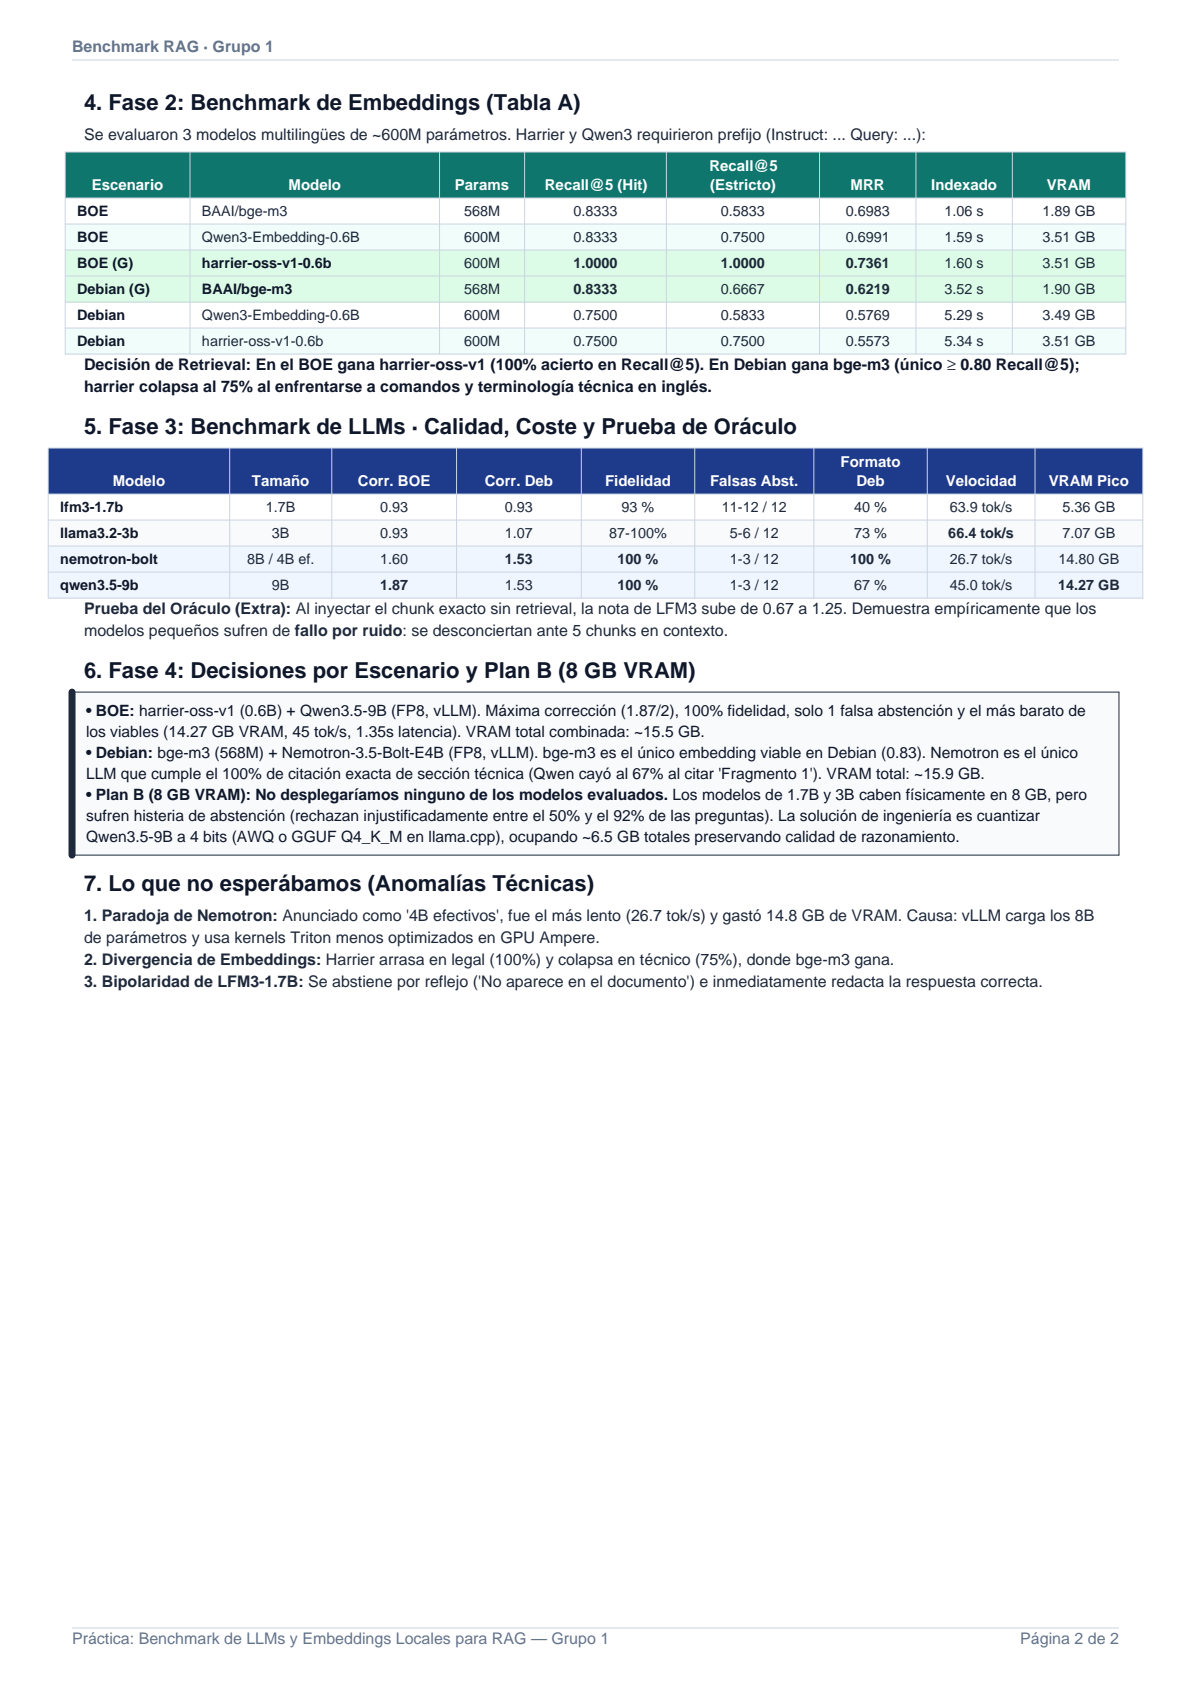 Benchmark RAG · Grupo 1
4. Fase 2: Benchmark de Embeddings (Tabla A)
Se evaluaron 3 modelos multilingües de ~600M parámetros. Harrier y Qwen3 requirieron prefijo (Instruct: ... Query: ...):
Escenario Modelo Params Recall@5 (Hit) Recall@5 (Estricto) MRR Indexado VRAM
BOE BAAI/bge-m3 568M 0.8333 0.5833 0.6983 1.06 s 1.89 GB
BOE Qwen3-Embedding-0.6B 600M 0.8333 0.7500 0.6991 1.59 s 3.51 GB
BOE (G) harrier-oss-v1-0.6b 600M 1.0000 1.0000 0.7361 1.60 s 3.51 GB
Debian (G) BAAI/bge-m3 568M 0.8333 0.6667 0.6219 3.52 s 1.90 GB
Debian Qwen3-Embedding-0.6B 600M 0.7500 0.5833 0.5769 5.29 s 3.49 GB
Debian harrier-oss-v1-0.6b 600M 0.7500 0.7500 0.5573 5.34 s 3.51 GB
Decisión de Retrieval: En el BOE gana harrier-oss-v1 (100% acierto en Recall@5). En Debian gana bge-m3 (único ≥ 0.80 Recall@5);
harrier colapsa al 75% al enfrentarse a comandos y terminología técnica en inglés.
5. Fase 3: Benchmark de LLMs · Calidad, Coste y Prueba de Oráculo
Modelo Tamaño Corr. BOE Corr. Deb Fidelidad Falsas Abst. Formato Deb Velocidad VRAM Pico
lfm3-1.7b 1.7B 0.93 0.93 93 % 11-12 / 12 40 % 63.9 tok/s 5.36 GB
llama3.2-3b 3B 0.93 1.07 87-100% 5-6 / 12 73 % 66.4 tok/s 7.07 GB
nemotron-bolt 8B / 4B ef. 1.60 1.53 100 % 1-3 / 12 100 % 26.7 tok/s 14.80 GB
qwen3.5-9b 9B 1.87 1.53 100 % 1-3 / 12 67 % 45.0 tok/s 14.27 GB
Prueba del Oráculo (Extra): Al inyectar el chunk exacto sin retrieval, la nota de LFM3 sube de 0.67 a 1.25. Demuestra empíricamente que los
modelos pequeños sufren de fallo por ruido: se desconciertan ante 5 chunks en contexto.
6. Fase 4: Decisiones por Escenario y Plan B (8 GB VRAM)
• BOE: harrier-oss-v1 (0.6B) + Qwen3.5-9B (FP8, vLLM). Máxima corrección (1.87/2), 100% fidelidad, solo 1 falsa abstención y el más barato de
los viables (14.27 GB VRAM, 45 tok/s, 1.35s latencia). VRAM total combinada: ~15.5 GB.
• Debian: bge-m3 (568M) + Nemotron-3.5-Bolt-E4B (FP8, vLLM). bge-m3 es el único embedding viable en Debian (0.83). Nemotron es el único
LLM que cumple el 100% de citación exacta de sección técnica (Qwen cayó al 67% al citar 'Fragmento 1'). VRAM total: ~15.9 GB.
• Plan B (8 GB VRAM): No desplegaríamos ninguno de los modelos evaluados. Los modelos de 1.7B y 3B caben físicamente en 8 GB, pero
sufren histeria de abstención (rechazan injustificadamente entre el 50% y el 92% de las preguntas). La solución de ingeniería es cuantizar
Qwen3.5-9B a 4 bits (AWQ o GGUF Q4_K_M en llama.cpp), ocupando ~6.5 GB totales preservando calidad de razonamiento.
7. Lo que no esperábamos (Anomalías Técnicas)
1. Paradoja de Nemotron: Anunciado como '4B efectivos', fue el más lento (26.7 tok/s) y gastó 14.8 GB de VRAM. Causa: vLLM carga los 8B
de parámetros y usa kernels Triton menos optimizados en GPU Ampere.
2. Divergencia de Embeddings: Harrier arrasa en legal (100%) y colapsa en técnico (75%), donde bge-m3 gana.
3. Bipolaridad de LFM3-1.7B: Se abstiene por reflejo ('No aparece en el documento') e inmediatamente redacta la respuesta correcta.
Práctica: Benchmark de LLMs y Embeddings Locales para RAG — Grupo 1
Página 2 de 2